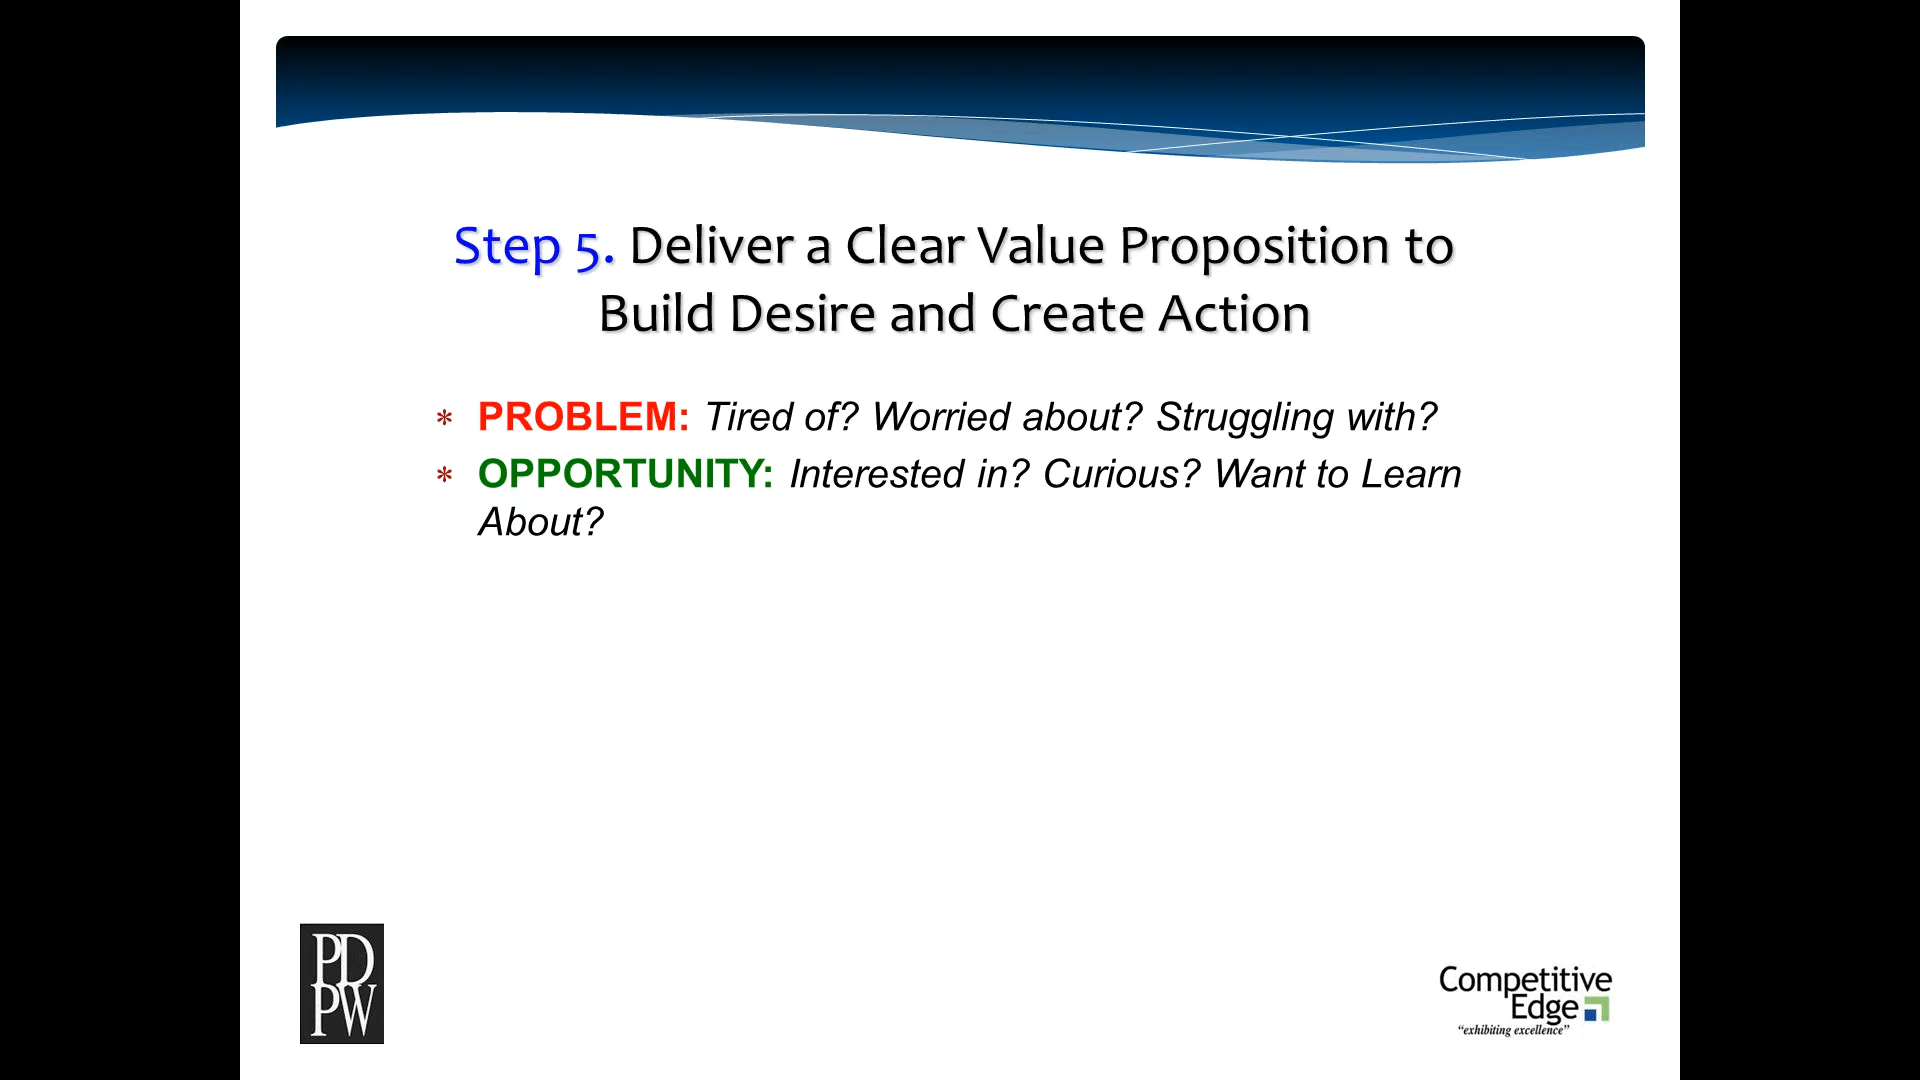 Step 5. Deliver a Clear Value Proposition to
Build Desire and Create Action
* PROBLEM: Tired of? Worried about? Struggling with?
* OPPORTUNITY: Interested in? Curious? Want to Learn
About?
PD
PW
Competitive
Edge
“exhibiting excellence”